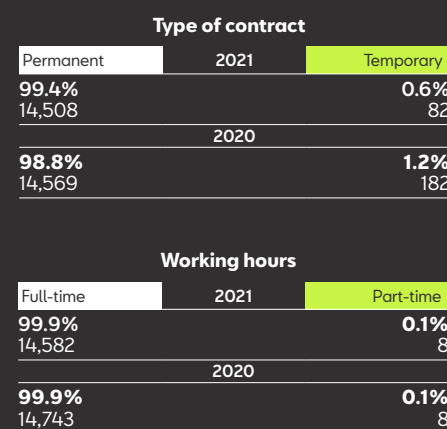 Type of contract
Permanent 2021 Temporary
99.4% 0.6%
14,508 82
2020
98.8% 1.2%
14,569 182
Working hours
Full-time 2021 Part-time
99.9% 0.1%
14,582 8
2020
99.9% 0.1%
14,743 8